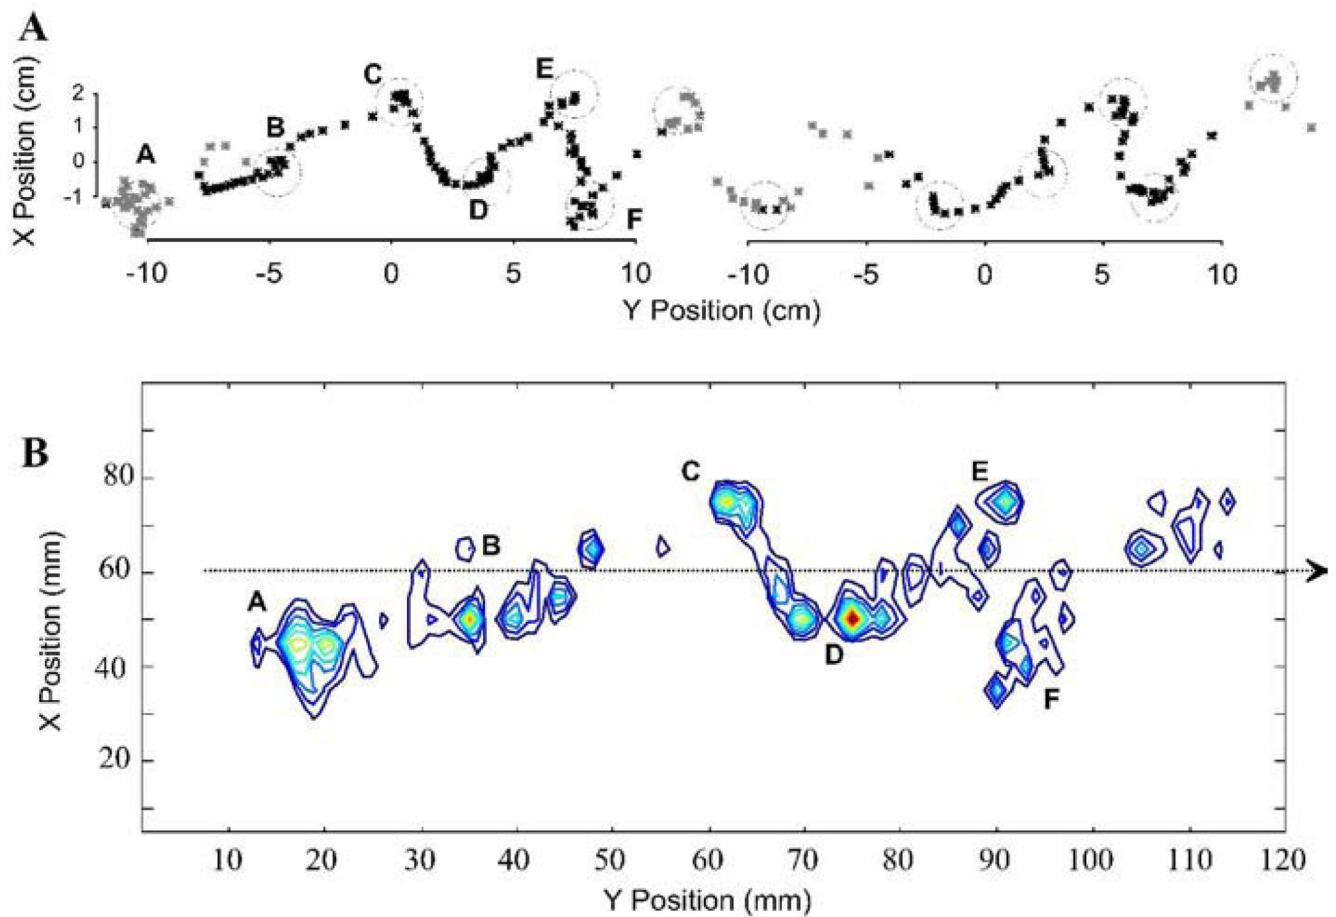 A
X Position (cm)
2
1
0
-1
A
B
C
D
E
F
-10
-5
0
5
10
-10
-5
0
5
10
Y Position (cm)
B
X Position (mm)
80
60
40
20
A
B
C
D
E
F
10
20
30
40
50
60
70
80
90
100
110
120
Y Position (mm)